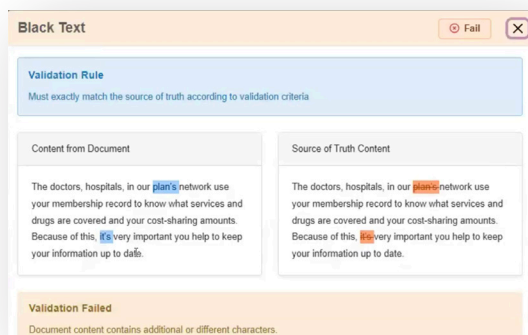 Black Text
Fail
Validation Rule
Must exactly match the source of truth according to validation criteria
Content from Document
The doctors, hospitals, in our plan's network use
your membership record to know what services and
drugs are covered and your cost-sharing amounts.
Because of this, it's very important you help to keep
your information up to date.
Source of Truth Content
The doctors, hospitals, in our plan's network use
your membership record to know what services and
drugs are covered and your cost-sharing amounts.
Because of this, it's very important you help to keep
your information up to date.
Validation Failed
Document content contains additional or different characters.